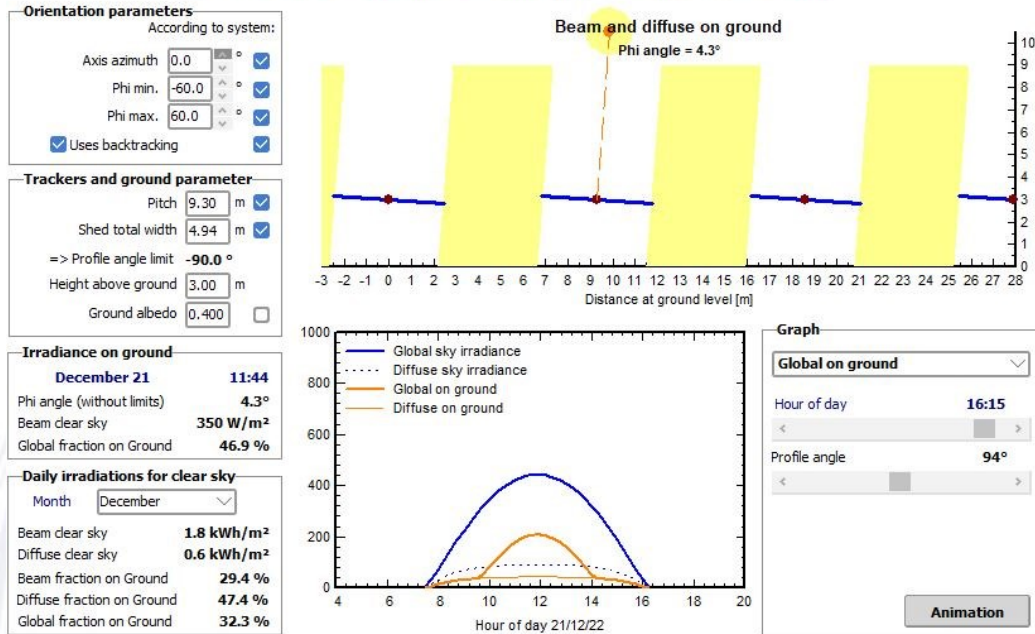 Orientation parameters
According to system:
Axis azimuth 0.0 °
Phi min. -60.0 °
Phi max. 60.0 °
Uses backtracking
Trackers and ground parameter
Pitch 9.30 m
Shed total width 4.94 m
=> Profile angle limit -90.0 °
Height above ground 3.00 m
Ground albedo 0.400
Irradiance on ground
December 21 11:44
Phi angle (without limits) 4.3°
Beam clear sky 350 W/m²
Global fraction on Ground 46.9 %
Daily irradiations for clear sky
Month December
Beam clear sky 1.8 kWh/m²
Diffuse clear sky 0.6 kWh/m²
Beam fraction on Ground 29.4 %
Diffuse fraction on Ground 47.4 %
Global fraction on Ground 32.3 %
Beam and diffuse on ground
Phi angle = 4.3°
10
9
8
7
6
5
4
3
2
1
0
-3 -2 -1 0 1 2 3 4 5 6 7 8 9 10 11 12 13 14 15 16 17 18 19 20 21 22 23 24 25 26 27 28
Distance at ground level [m]
1000
800
600
400
200
0
Global sky irradiance
Diffuse sky irradiance
Global on ground
Diffuse on ground
4 6 8 10 12 14 16 18 20
Hour of day 21/12/22
Graph
Global on ground
Hour of day 16:15
Profile angle 94°
Animation